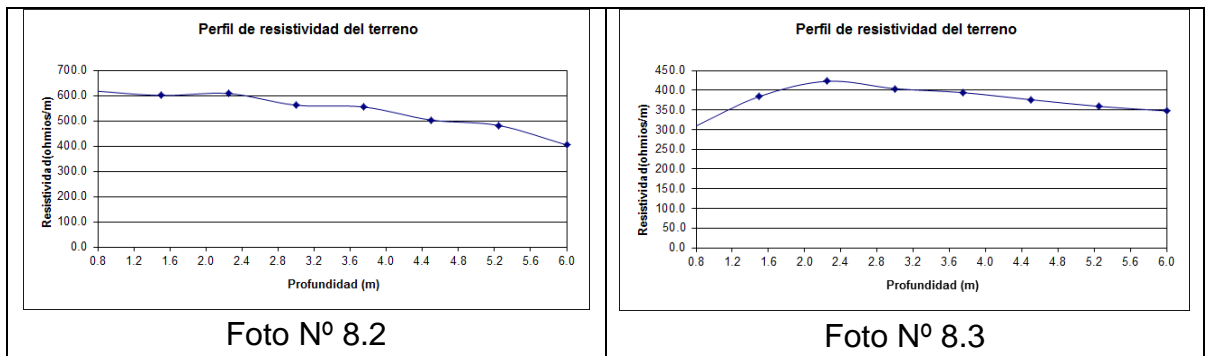 Perfil de resistividad del terreno
Resistividad(ohmios/m)
700.0
600.0
500.0
400.0
300.0
200.0
100.0
0.0
0.8 1.2 1.6 2.0 2.4 2.8 3.2 3.6 4.0 4.4 4.8 5.2 5.6 6.0
Profundidad (m)
Foto Nº 8.2
Perfil de resistividad del terreno
Resistividad(ohmios/m)
450.0
400.0
350.0
300.0
250.0
200.0
150.0
100.0
50.0
0.0
0.8 1.2 1.6 2.0 2.4 2.8 3.2 3.6 4.0 4.4 4.8 5.2 5.6 6.0
Profundidad (m)
Foto Nº 8.3